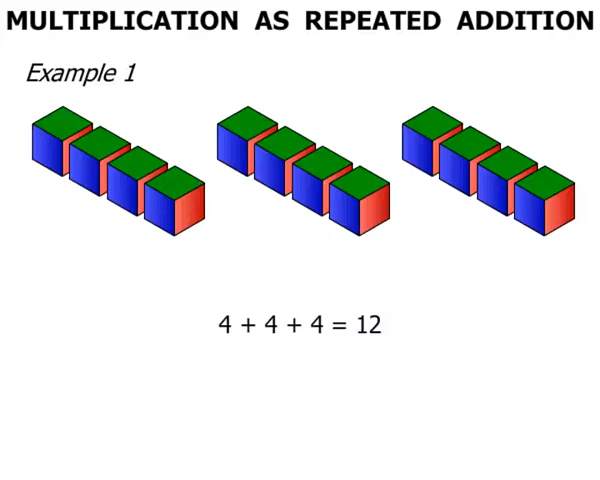 MULTIPLICATION AS REPEATED ADDITION
Example 1
4 + 4 + 4 = 12